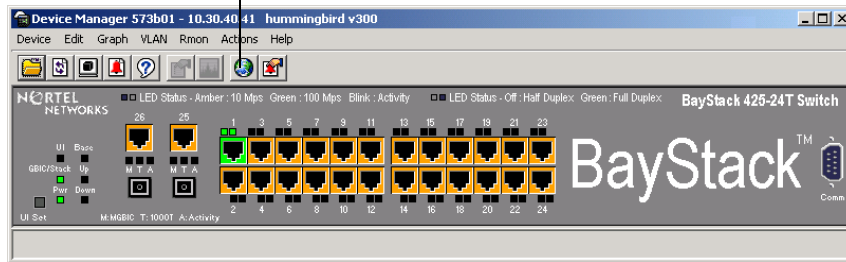 Device Manager 573b01 - 10.30.40.41 hummingbird v300
Device Edit Graph VLAN Rmon Actions Help
NORTEL NETWORKS
LED Status - Amber : 10 Mps Green : 100 Mps Blink : Activity
LED Status - Off : Half Duplex Green : Full Duplex
BayStack 425-24T Switch
26 25 1 3 5 7 9 11 13 15 17 19 21 23
UI Base
GBIC/Stack Up
Pwr Down
UI Set
M T A M T A
M:MGBIC T:1000T A:Activity
2 4 6 8 10 12 14 16 18 20 22 24
BayStack™
Comm